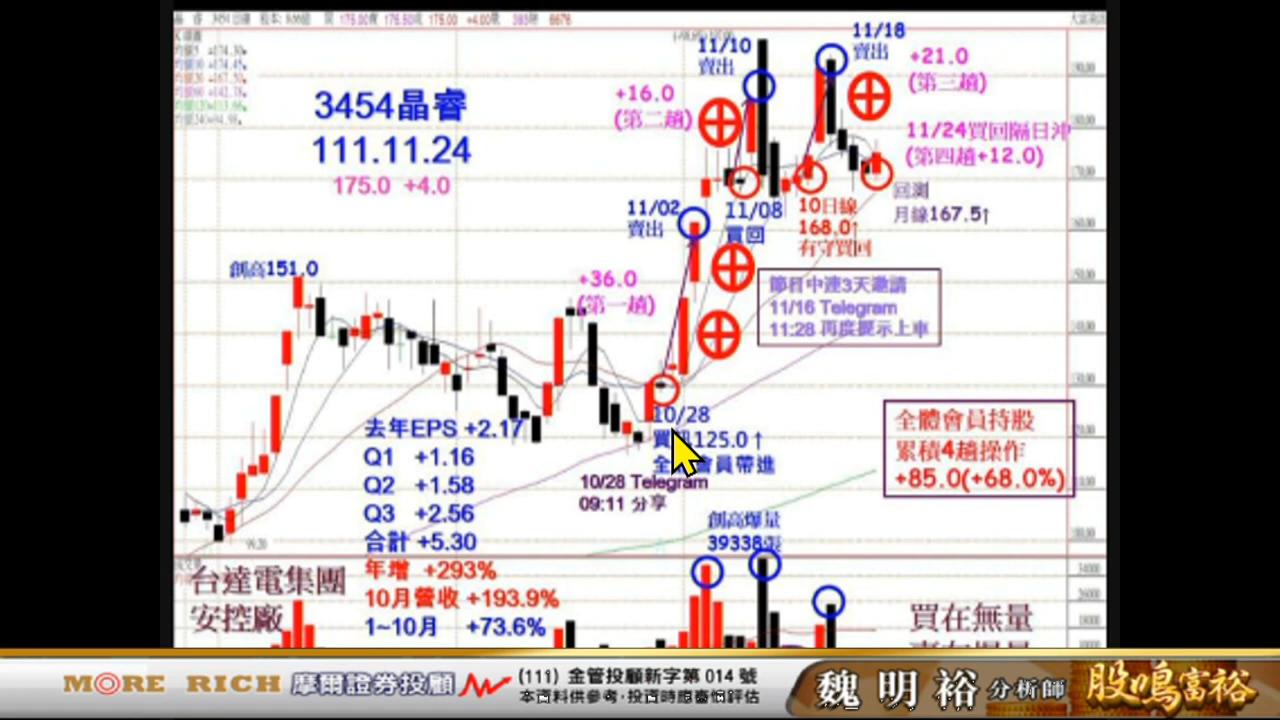 175.00
175.50
175.00
+4.00
6676
11/10
賣出
11/18
賣出
+21.0
(第三趟)
3454晶睿
111.11.24
175.0 +4.0
+16.0
(第二趟)
11/24買回隔日沖
(第四趟+12.0)
回測
月線167.5↑
11/02
賣出
11/08
買回
10日線
168.0↑
有守買回
創高151.0
+36.0
(第一趟)
節目中連3天邀請
11/16 Telegram
11:28 再度提示上車
10/28
125.0↑
會員帶進
10/28 Telegram
09:11 分享
去年EPS +2.17
Q1 +1.16
Q2 +1.58
Q3 +2.56
合計 +5.30
年增 +293%
10月營收 +193.9%
1~10月 +73.6%
全體會員持股
累積4趟操作
+85.0(+68.0%)
創高爆量
39338張
台達電集團
安控廠
買在無量
MORE RICH 摩爾證券投顧
(111) 金管投顧新字第 014 號
本資料供參考,投資時應審慎評估
魏明裕 分析師
股鳴富裕